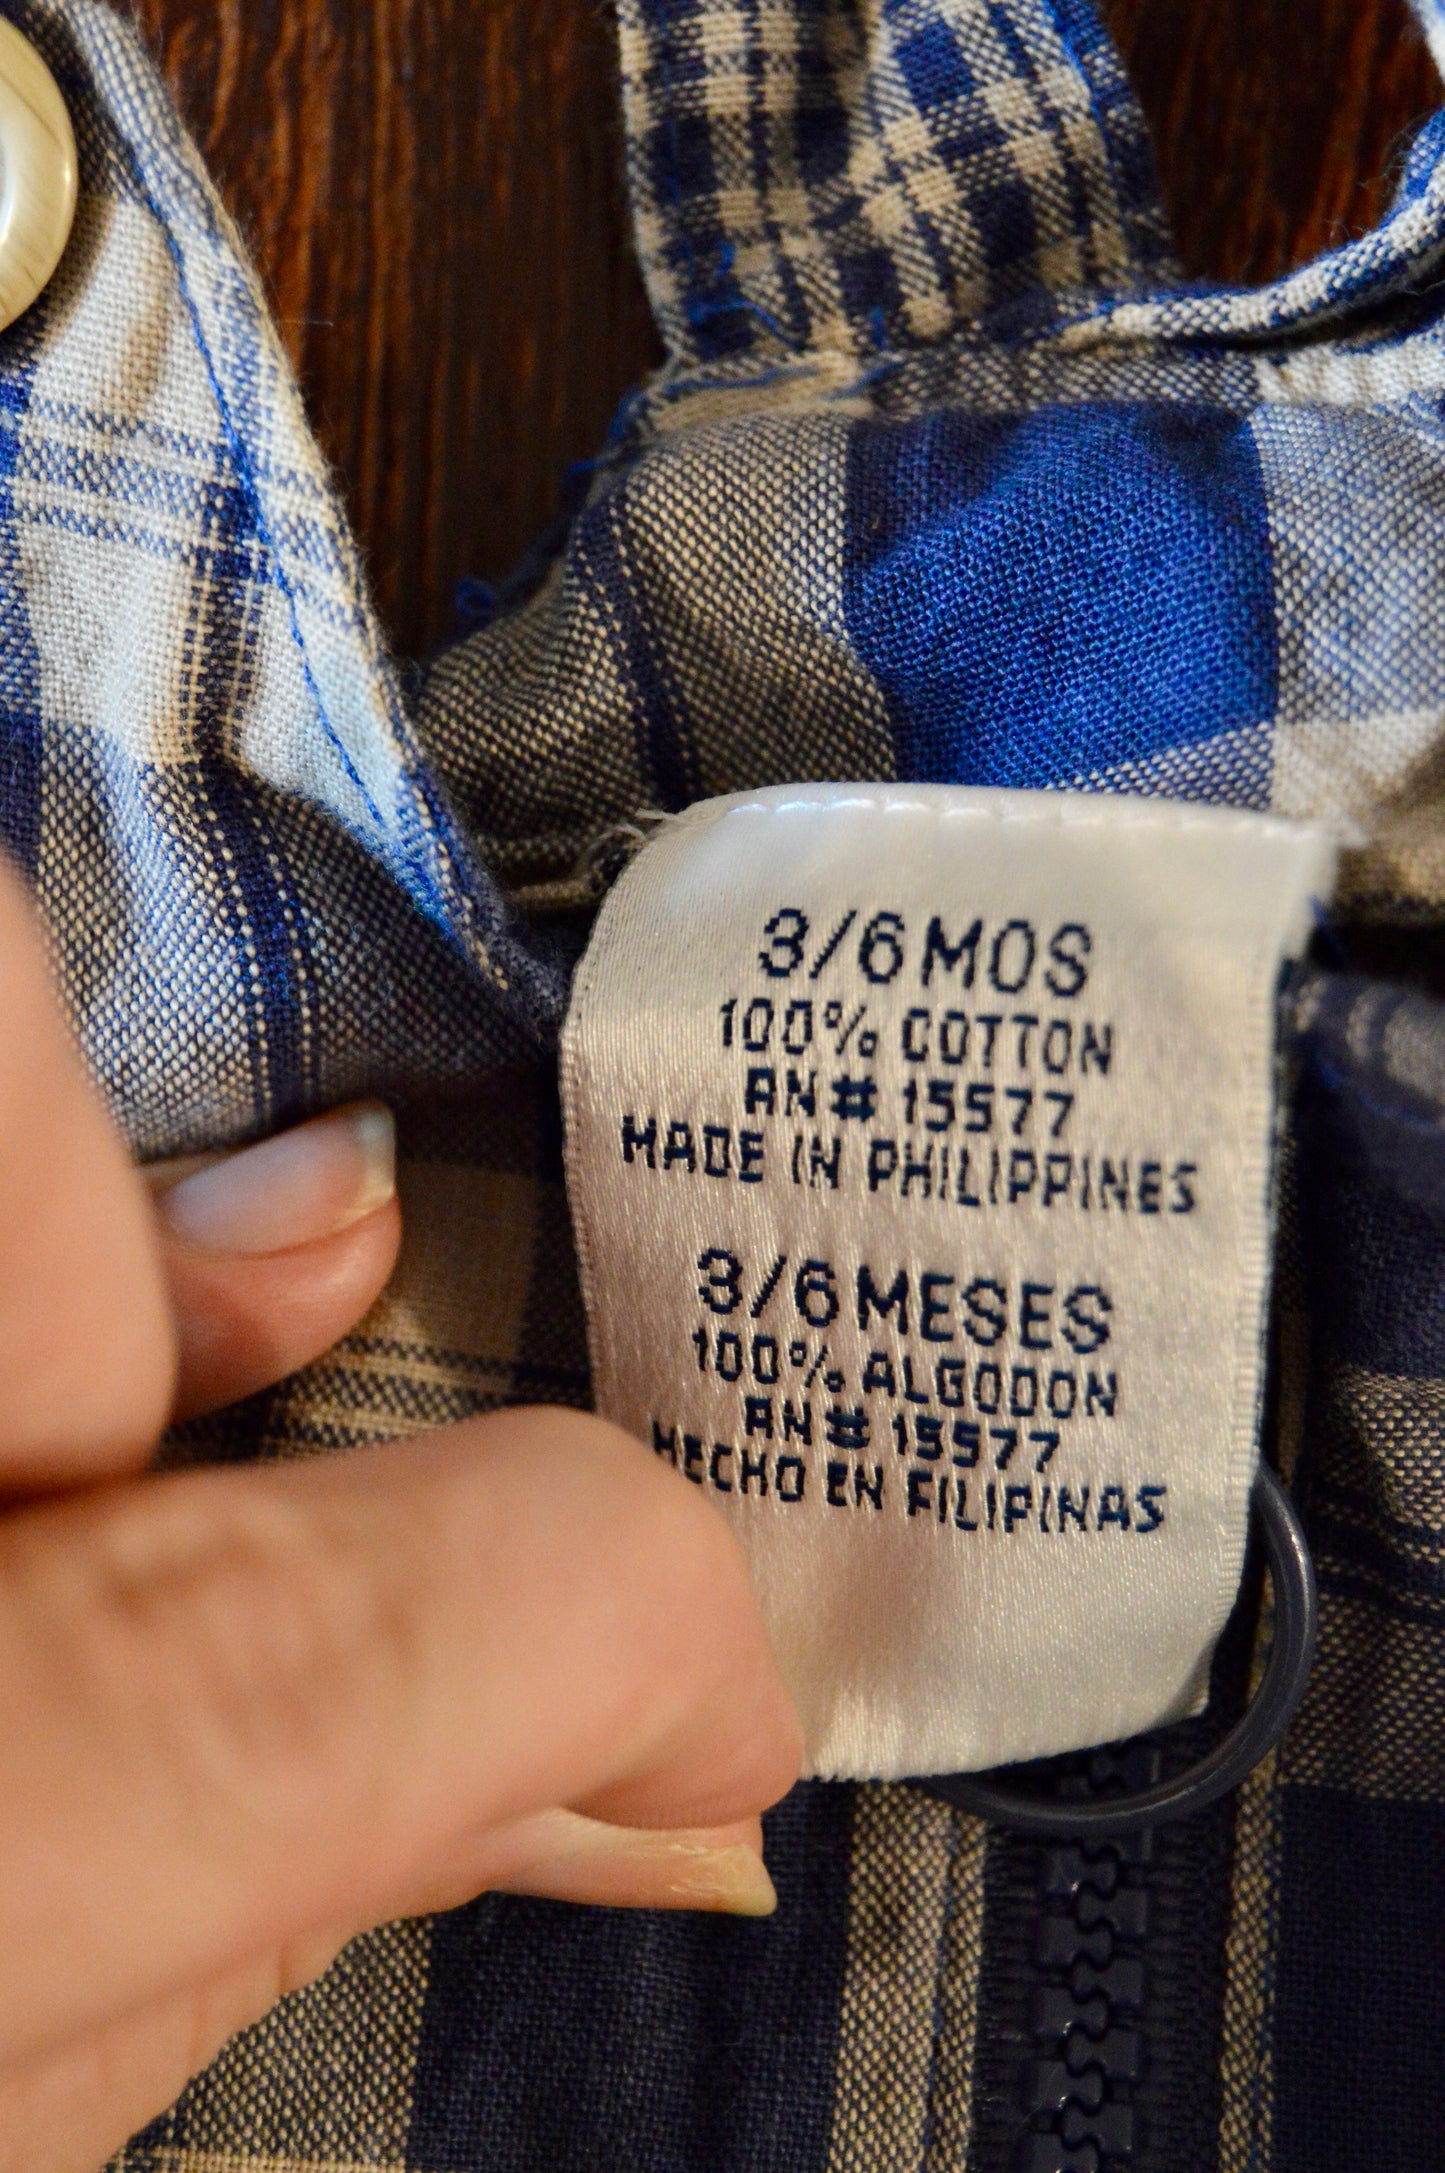 3/6 MOS
100% COTTON
RN# 15577
MADE IN PHILIPPINES
3/6 MESES
100% ALGODON
RN# 15577
HECHO EN FILIPINAS